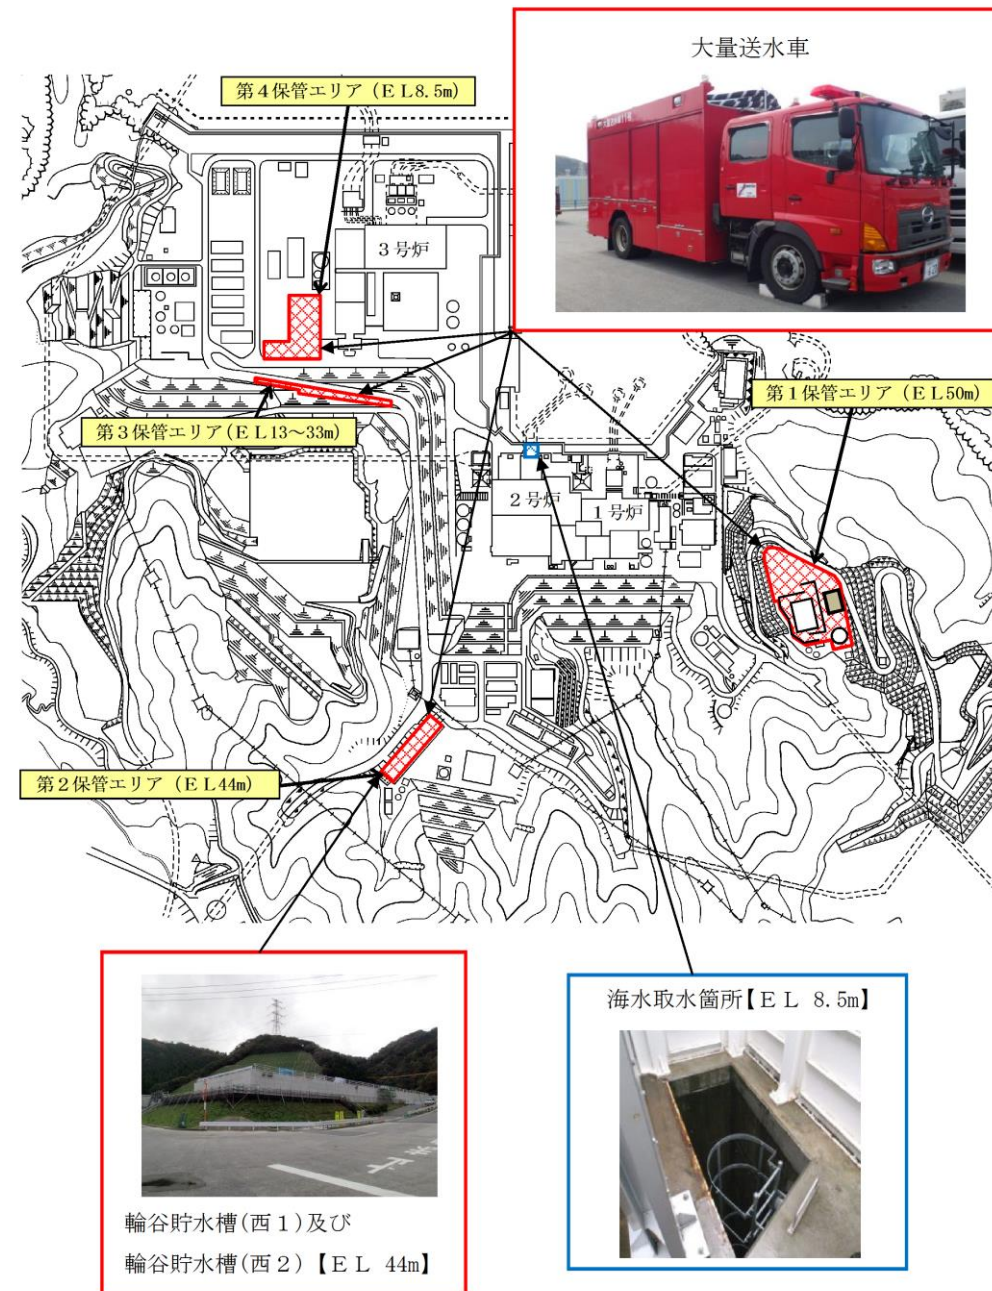 大量送水車
第４保管エリア（ＥＬ8.5m）
３号炉
第１保管エリア（ＥＬ50m）
第３保管エリア(ＥＬ13～33m)
２号炉
１号炉
第２保管エリア（ＥＬ44m）
海水取水箇所【ＥＬ 8.5m】
輪谷貯水槽(西１)及び
輪谷貯水槽(西２)【ＥＬ 44m】